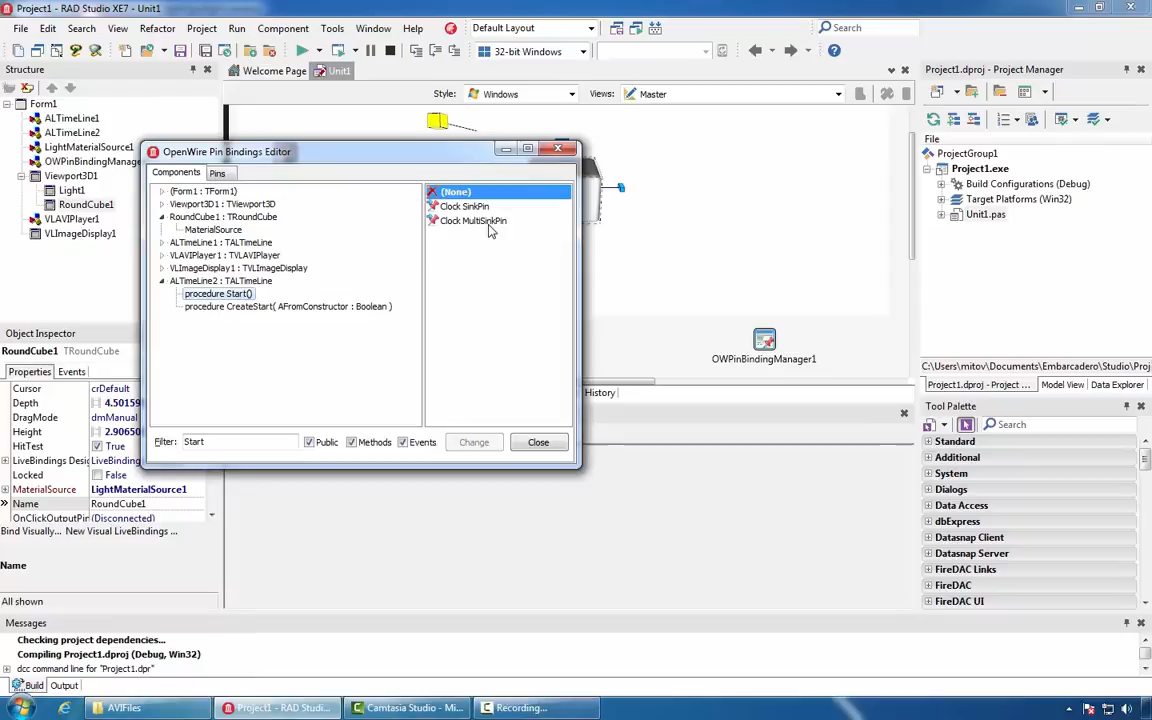 Project1 - RAD Studio XE7 - Unit1
File Edit Search View Refactor Project Run Component Tools Window Help
Default Layout
Search
32-bit Windows
Structure
Welcome Page Unit1
Project1.dproj - Project Manager
Style: Windows Views: Master
Form1
ALTimeLine1
ALTimeLine2
LightMaterialSource1
OWPinBindingManage
Viewport3D1
Light1
RoundCube1
VLAVIPlayer1
VLImageDisplay1
OpenWire Pin Bindings Editor
Components Pins
(Form1 : TForm1)
Viewport3D1 : TViewport3D
RoundCube1 : TRoundCube
MaterialSource
ALTimeLine1 : TALTimeLine
VLAVIPlayer1 : TVLAVIPlayer
VLImageDisplay1 : TVLImageDisplay
ALTimeLine2 : TALTimeLine
procedure Start()
procedure CreateStart( AFromConstructor : Boolean )
(None)
Clock SinkPin
Clock MultiSinkPin
Filter: Start Public Methods Events Change Close
OWPinBindingManager1
History
File
ProjectGroup1
Project1.exe
Build Configurations (Debug)
Target Platforms (Win32)
Unit1.pas
C:\Users\mitov\Documents\Embarcadero\Studio\Proj
Project1.dproj - Project ... Model View Data Explorer
Object Inspector
RoundCube1 TRoundCube
Properties Events
Cursor crDefault
Depth 4.50159
DragMode dmManual
Height 2.90650
HitTest True
LiveBindings Desi LiveBinding
Locked False
MaterialSource LightMaterialSource1
Name RoundCube1
OnClickOutputPin (Disconnected)
Bind Visually... New Visual LiveBindings ...
Name
All shown
Tool Palette
Search
Standard
Additional
System
Dialogs
Data Access
dbExpress
Datasnap Client
Datasnap Server
FireDAC Links
FireDAC
FireDAC UI
Messages
Checking project dependencies...
Compiling Project1.dproj (Debug, Win32)
dcc command line for "Project1.dpr"
Build Output
AVIFiles Project1 - RAD Studi... Camtasia Studio - Mi... Recording...